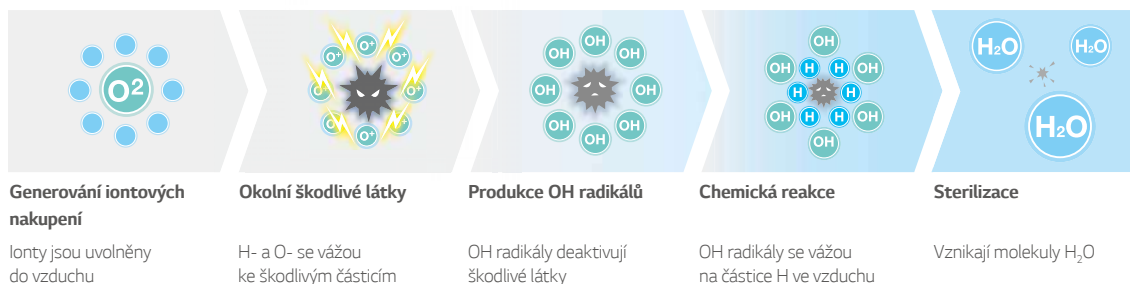 O²
O⁺ O⁺ O⁺
O⁺ O⁺
O⁺ O⁺ O⁺
OH
OH OH
OH OH
OH OH
OH
OH
OH H H OH
H H
OH H H OH
OH
H₂O H₂O
H₂O
Generování iontových
nakupení
Ionty jsou uvolněny
do vzduchu
Okolní škodlivé látky
H- a O- se vážou
ke škodlivým částicím
Produkce OH radikálů
OH radikály deaktivují
škodlivé látky
Chemická reakce
OH radikály se vážou
na částice H ve vzduchu
Sterilizace
Vznikají molekuly H₂O